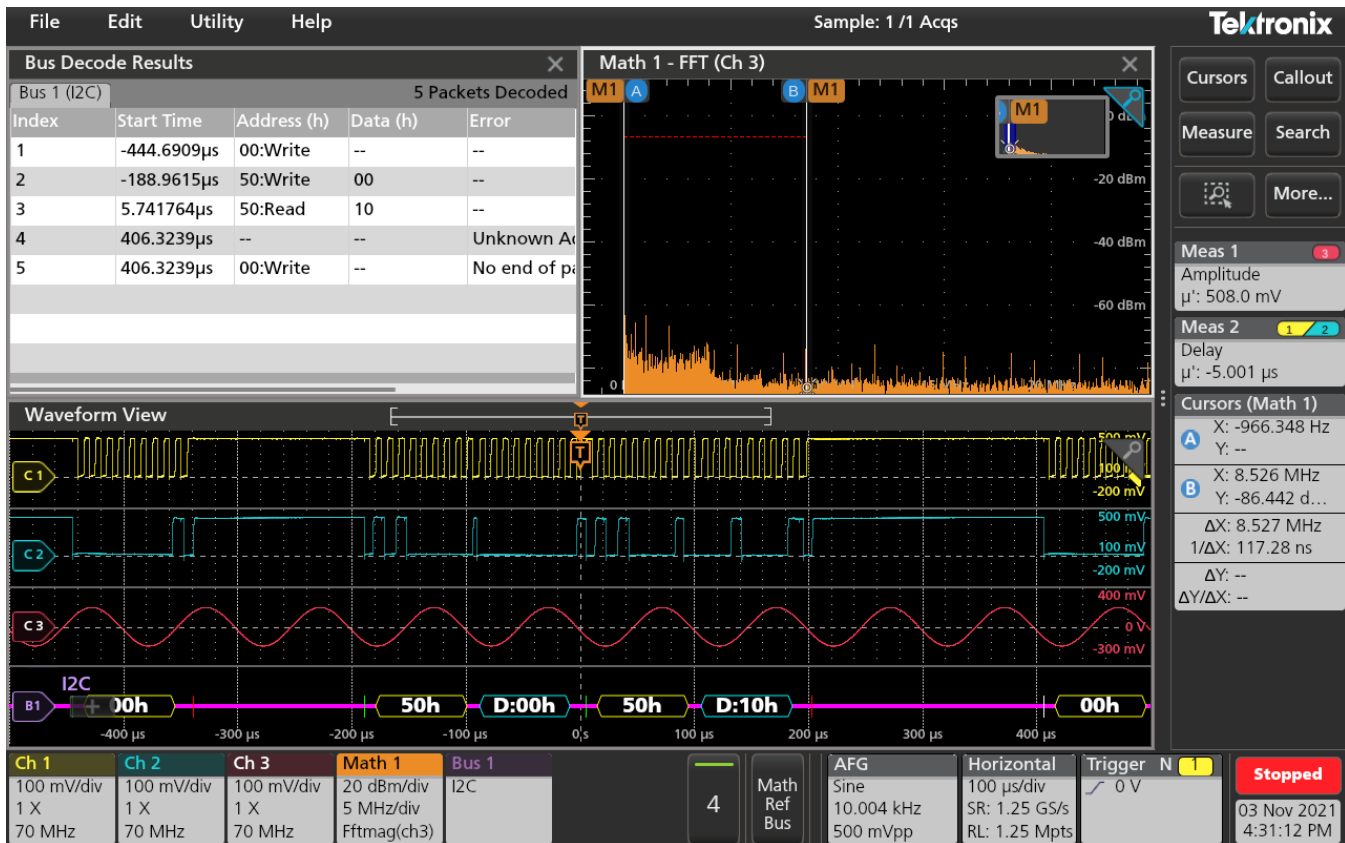 File Edit Utility Help Sample: 1 /1 Acqs Tektronix
Bus Decode Results
Bus 1 (I2C) 5 Packets Decoded
Index Start Time Address (h) Data (h) Error
1 -444.6909µs 00:Write -- --
2 -188.9615µs 50:Write 00 --
3 5.741764µs 50:Read 10 --
4 406.3239µs -- -- Unknown
5 406.3239µs 00:Write -- No end of
Math 1 - FFT (Ch 3)
M1 A B M1
M1
-20 dBm
-40 dBm
-60 dBm
Cursors Callout
Measure Search
More...
Meas 1 3
Amplitude
µ': 508.0 mV
Meas 2 1 2
Delay
µ': -5.001 µs
Cursors (Math 1)
A X: -966.348 Hz
Y: --
B X: 8.526 MHz
Y: -86.442 d...
ΔX: 8.527 MHz
1/ΔX: 117.28 ns
ΔY: --
ΔY/ΔX: --
Waveform View
T
T
C 1
500 mV
100
-200 mV
C 2
500 mV
100 mV
-200 mV
C 3
400 mV
0 V
-300 mV
I2C
B1 + 00h 50h D:00h 50h D:10h 00h
-400 µs -300 µs -200 µs -100 µs 0s 100 µs 200 µs 300 µs 400 µs
Ch 1
100 mV/div
1 X
70 MHz
Ch 2
100 mV/div
1 X
70 MHz
Ch 3
100 mV/div
1 X
70 MHz
Math 1
20 dBm/div
5 MHz/div
Fftmag(ch3)
Bus 1
I2C
4
Math
Ref
Bus
AFG
Sine
10.004 kHz
500 mVpp
Horizontal
100 µs/div
SR: 1.25 GS/s
RL: 1.25 Mpts
Trigger N 1
0 V
Stopped
03 Nov 2021
4:31:12 PM